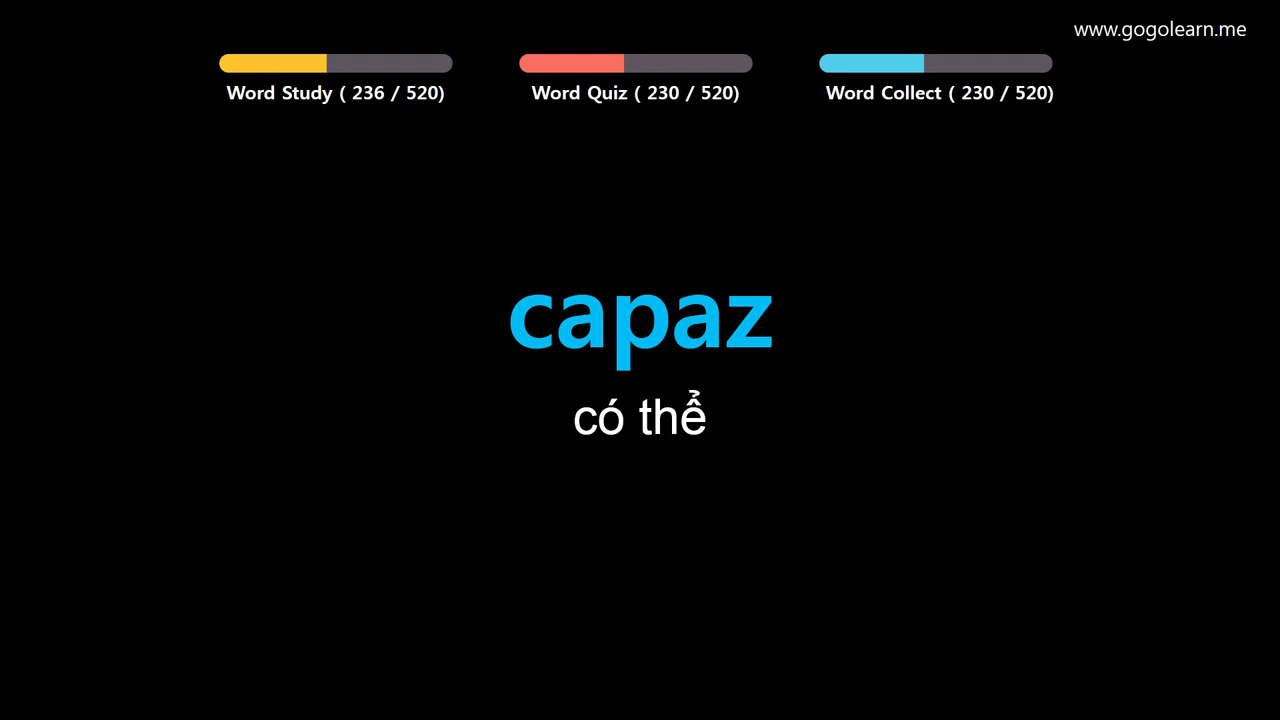 www.gogolearn.me
Word Study ( 236 / 520)
Word Quiz ( 230 / 520)
Word Collect ( 230 / 520)
capaz
có thể